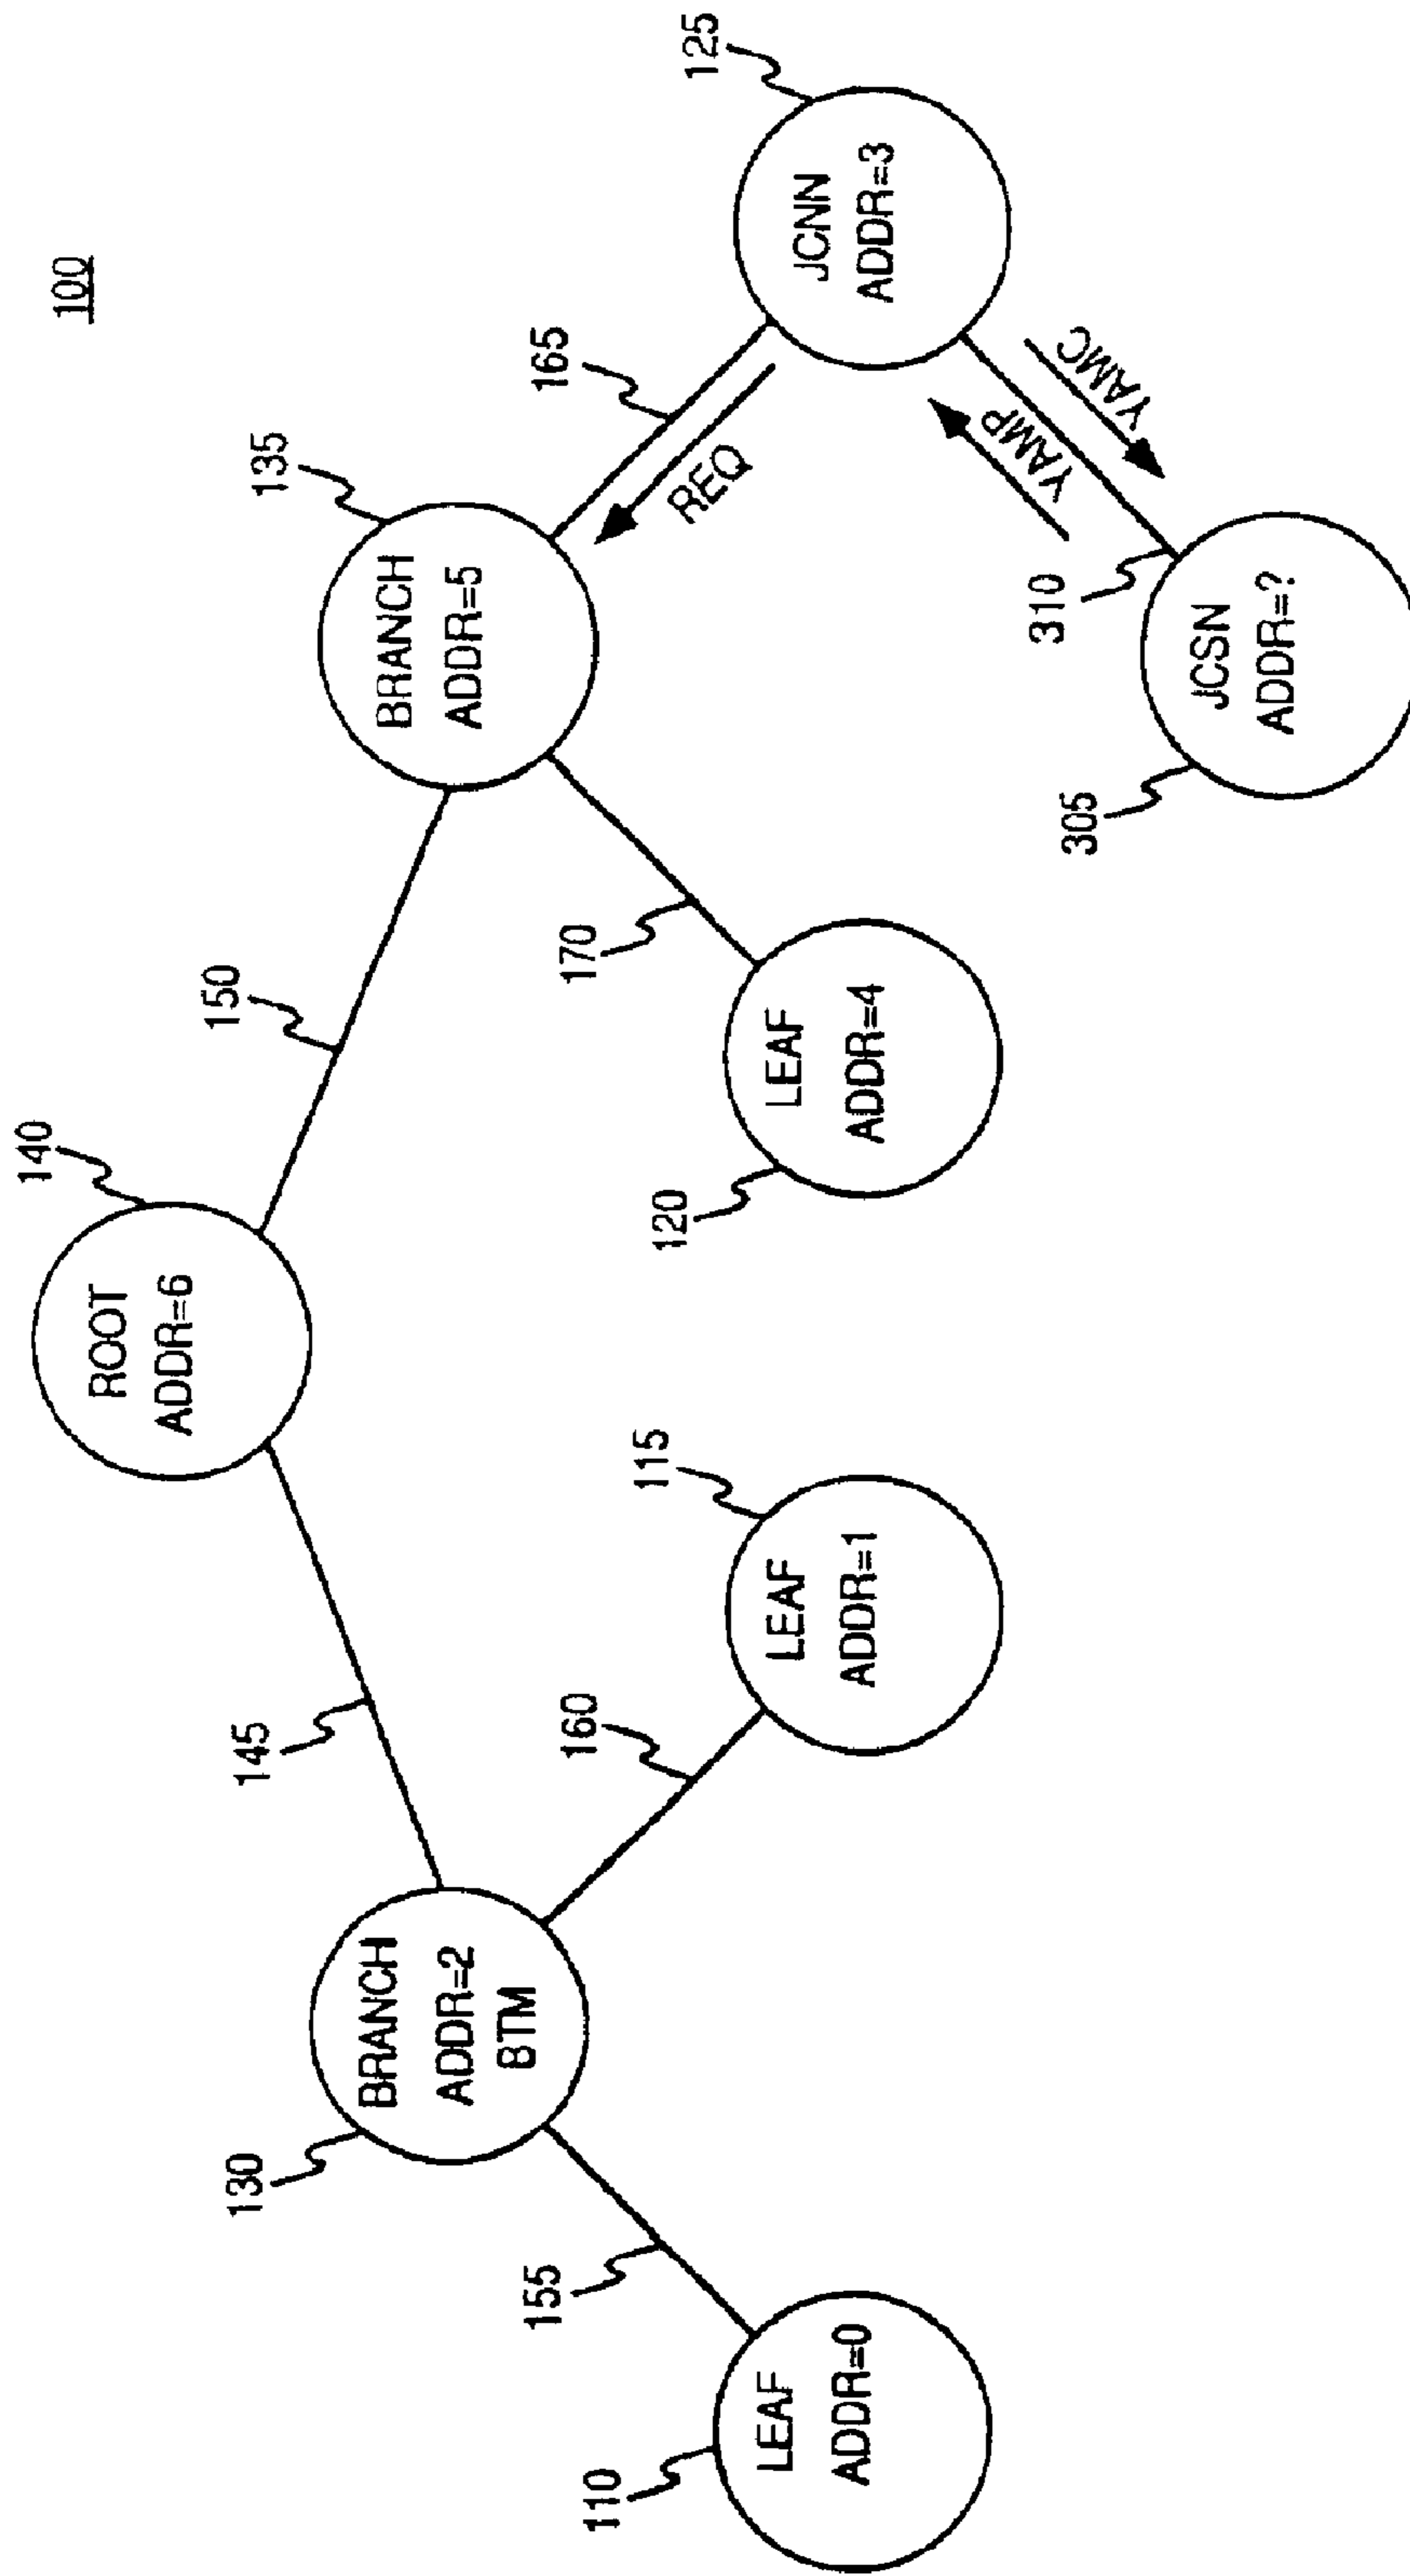 100
140
ROOT
ADDR=6
145
150
130
BRANCH
ADDR=2
BTM
135
BRANCH
ADDR=5
155
160
170
165
REQ
110
LEAF
ADDR=0
115
LEAF
ADDR=1
120
LEAF
ADDR=4
125
JCNN
ADDR=3
YAMP
YAMC
310
305
JCSN
ADDR=?